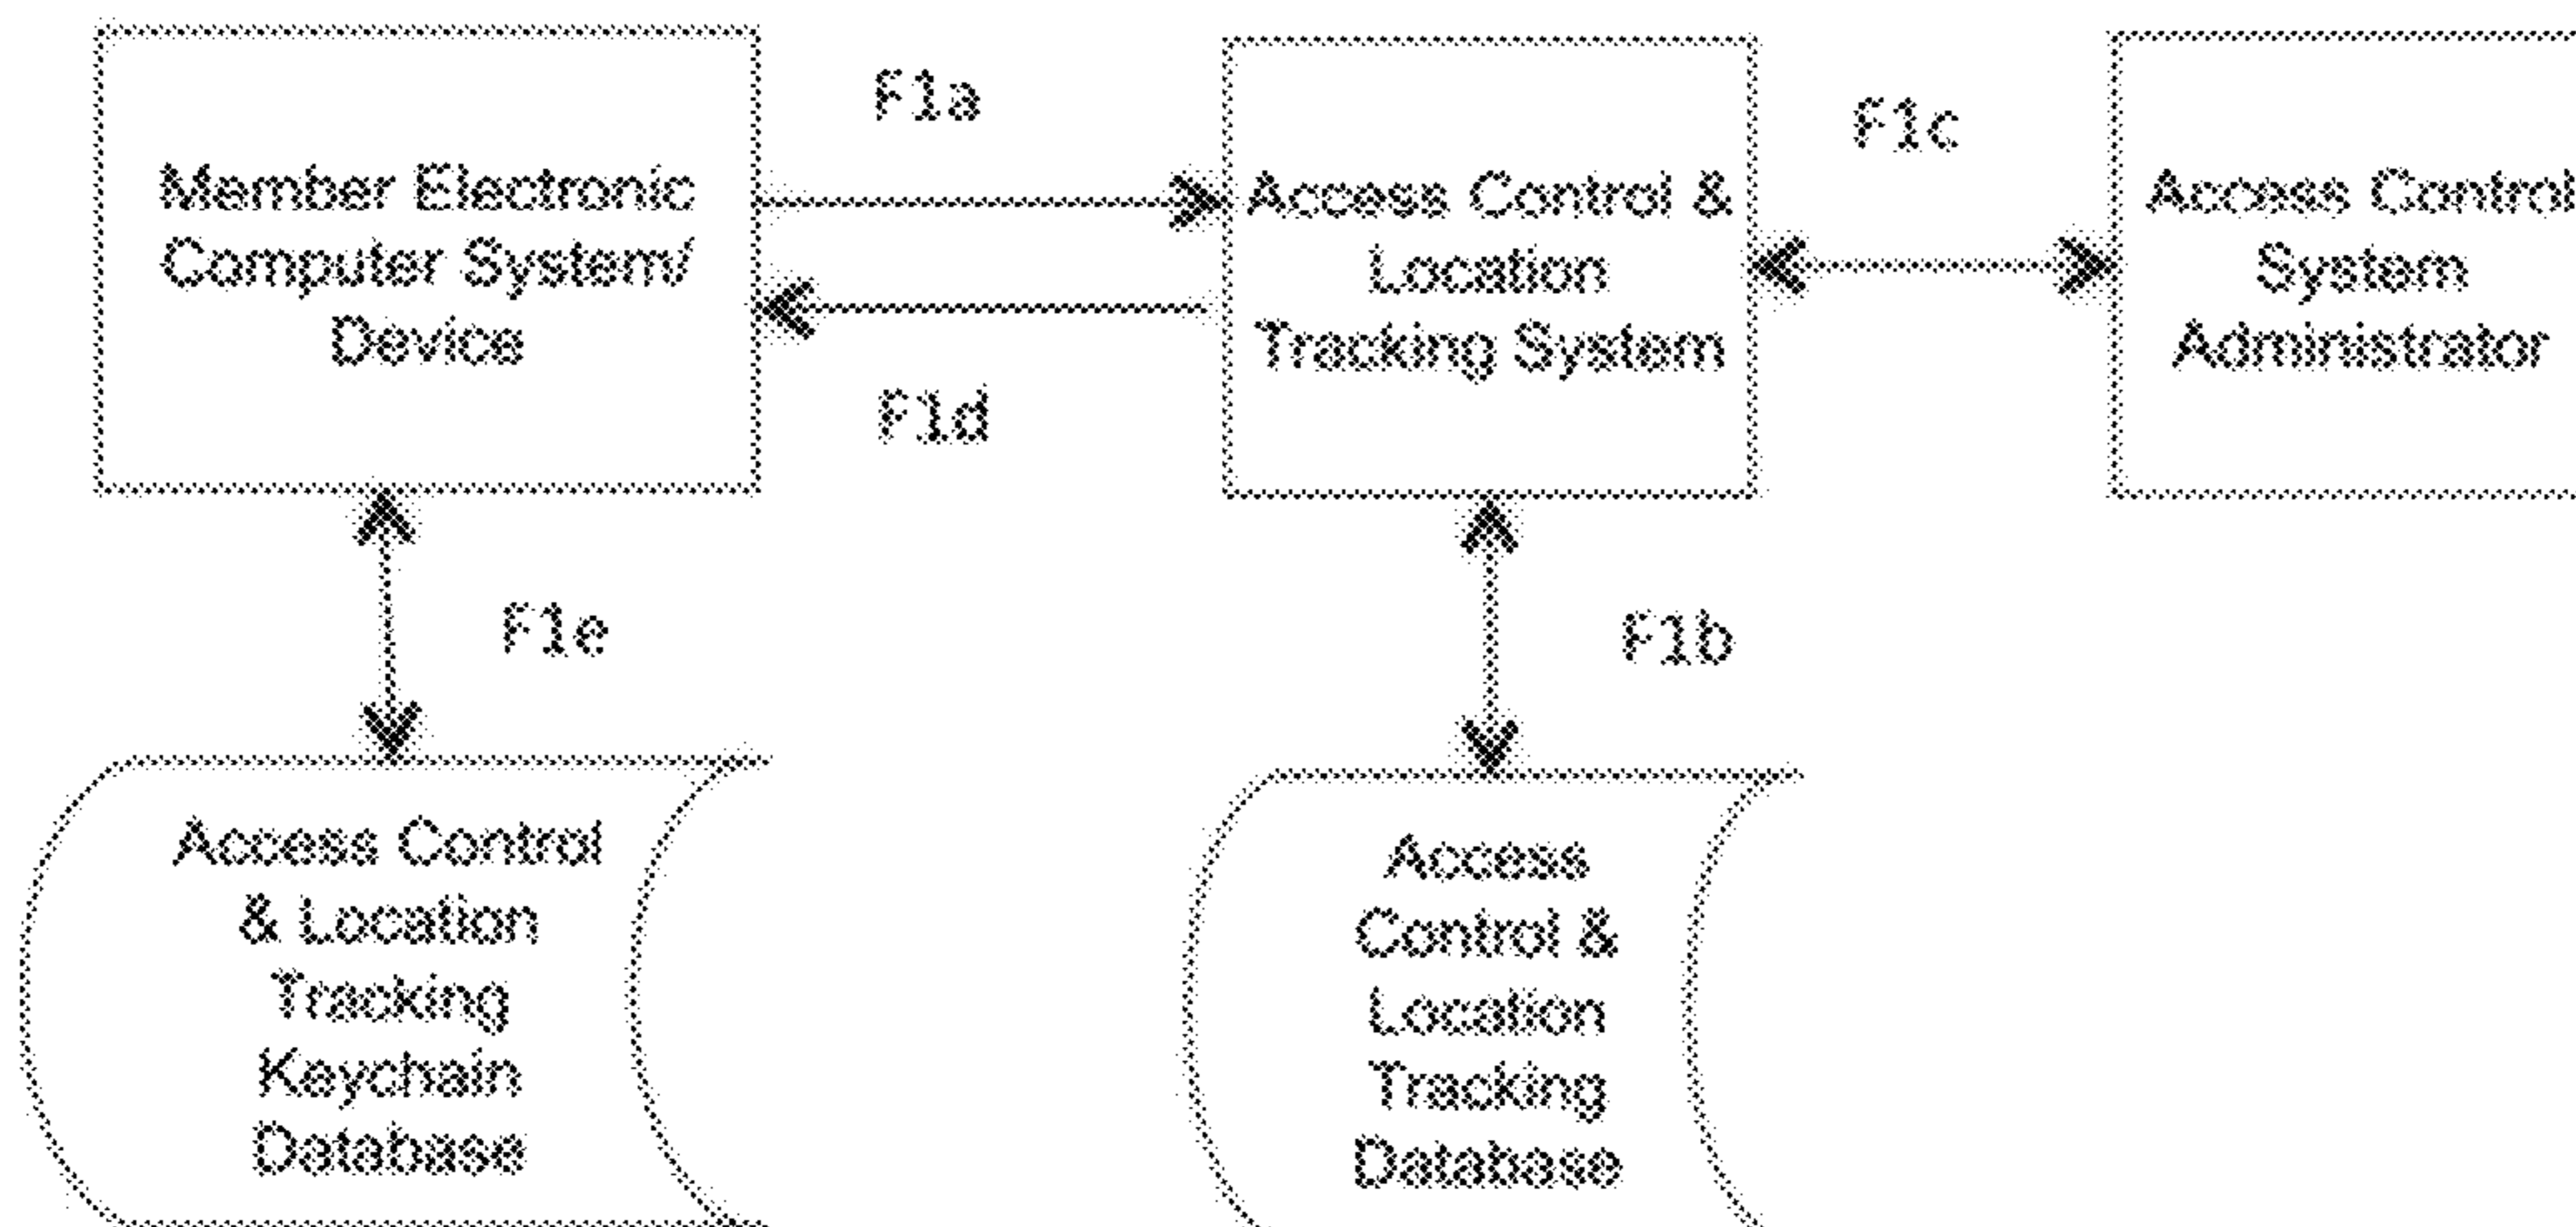 Member Electronic
Computer System/
Device
F1a
F1d
Access Control &
Location
Tracking System
F1c
Access Control
System
Administrator
F1e
F1b
Access Control
& Location
Tracking
Keychain
Database
Access
Control &
Location
Tracking
Database